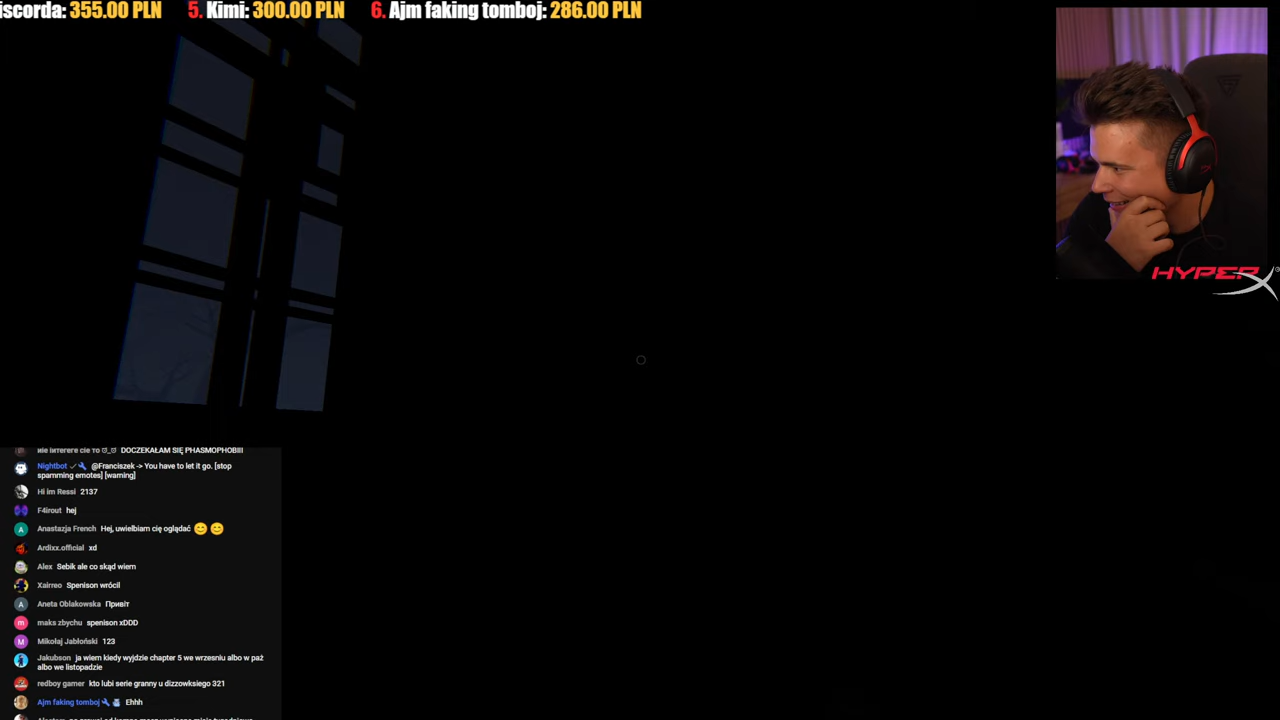 iscorda: 355.00 PLN 5. Kimi: 300.00 PLN 6. Ajm faking tomboj: 286.00 PLN
HYPERX
DOCZEKAŁAM SIĘ PHASMOPHOBII!
Nightbot @Franciszek -> You have to let it go. [stop
spamming emotes] [warning]
Hi im Ressi 2137
F4irout hej
Anastazja French Hej, uwielbiam cię oglądać 😊 😊
Ardixx.official xd
Alex Sebik ale co skąd wiem
Xairreo Spenison wrócił
Aneta Oblakowska Привіт
maks zbychu spenison xDDD
Mikołaj Jabłoński 123
Jakubson ja wiem kiedy wyjdzie chapter 5 we wrzesniu albo w paź
albo we listopadzie
redboy gamer kto lubi serie granny u dizzowksiego 321
Ajm faking tomboj Ehhh